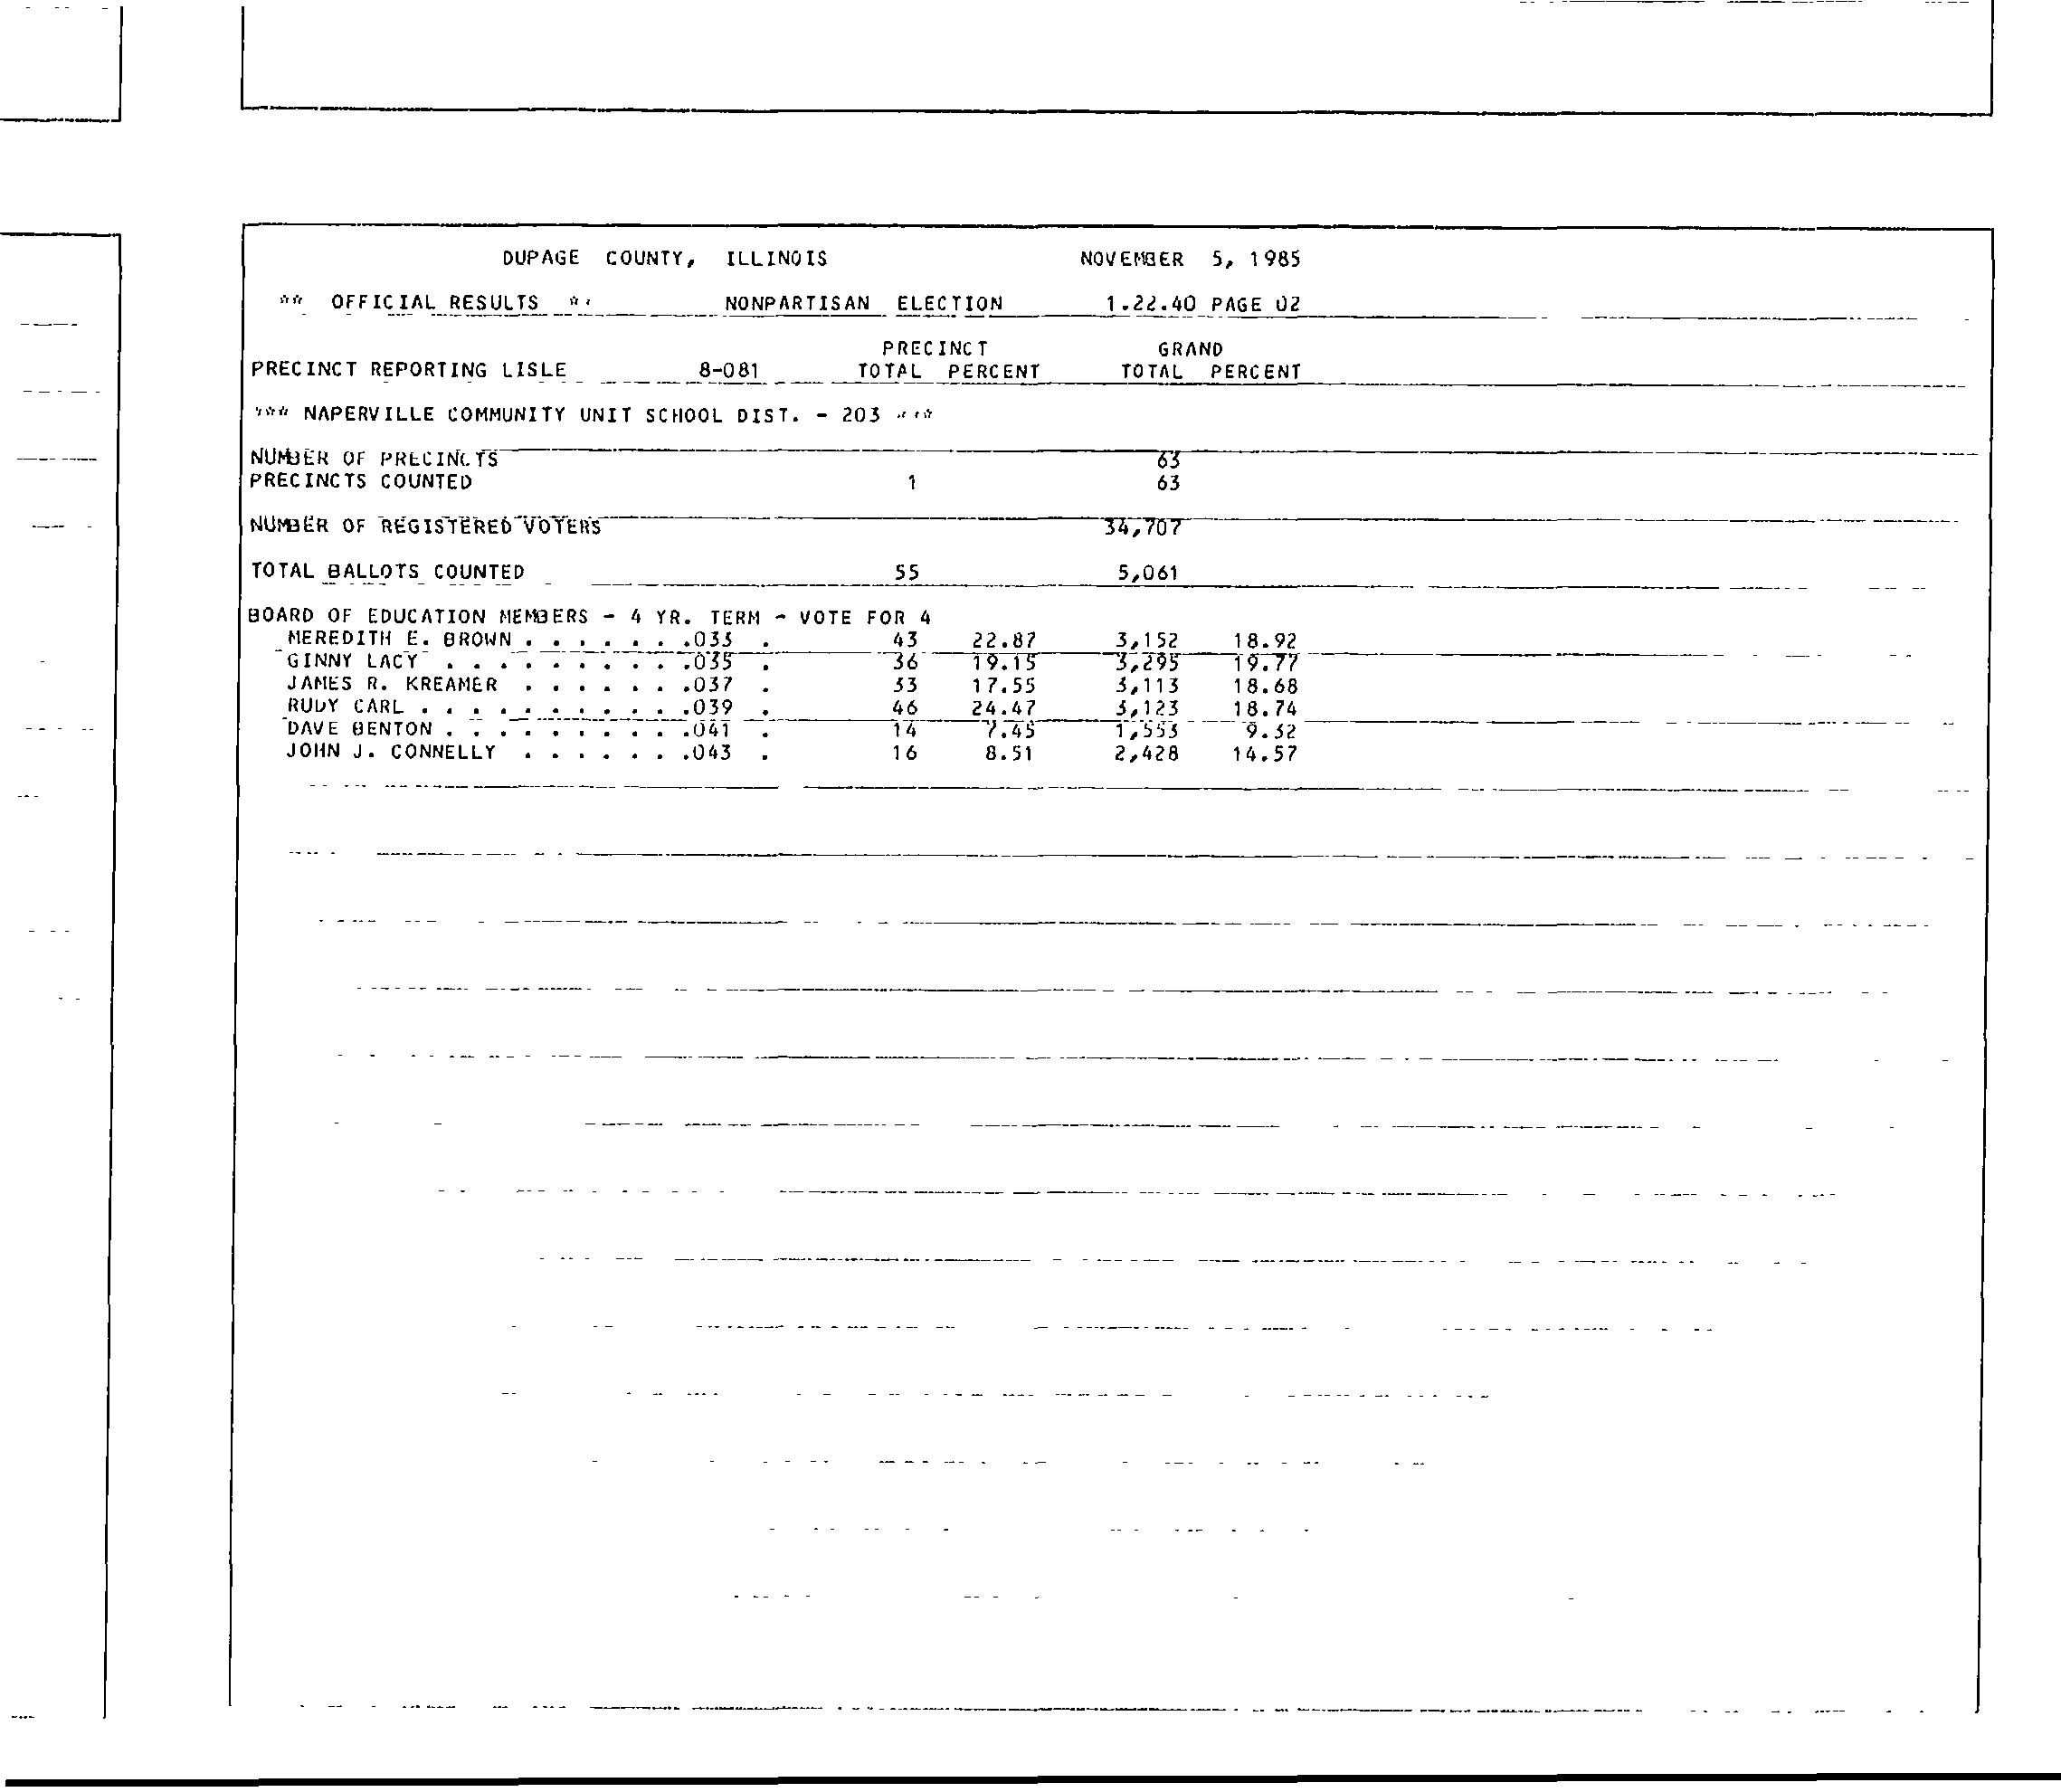 DUPAGE COUNTY, ILLINOIS NOVEMBER 5, 1985
** OFFICIAL RESULTS ** NONPARTISAN ELECTION 1.22.40 PAGE 02
PRECINCT GRAND
PRECINCT REPORTING LISLE 8-081 TOTAL PERCENT TOTAL PERCENT
*** NAPERVILLE COMMUNITY UNIT SCHOOL DIST. - 203 ***
NUMBER OF PRECINCTS 63
PRECINCTS COUNTED 1 63
NUMBER OF REGISTERED VOTERS 34,707
TOTAL BALLOTS COUNTED 55 5,061
BOARD OF EDUCATION MEMBERS - 4 YR. TERM - VOTE FOR 4
MEREDITH E. BROWN . . . . . . .033 . 43 22.87 3,152 18.92
GINNY LACY . . . . . . . . . .035 . 36 19.15 3,295 19.77
JAMES R. KREAMER . . . . . . .037 . 33 17.55 3,113 18.68
RUDY CARL . . . . . . . . . . .039 . 46 24.47 3,123 18.74
DAVE BENTON . . . . . . . . . .041 . 14 7.45 1,553 9.32
JOHN J. CONNELLY . . . . . . .043 . 16 8.51 2,428 14.57